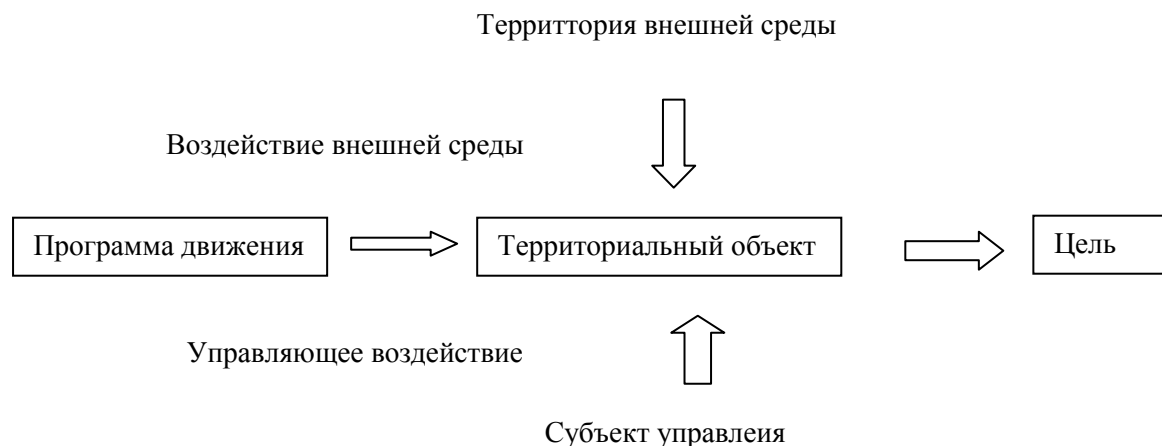 Территтория внешней среды
Воздействие внешней среды
Программа движения
Территориальный объект
Цель
Управляющее воздействие
Субъект управлеия